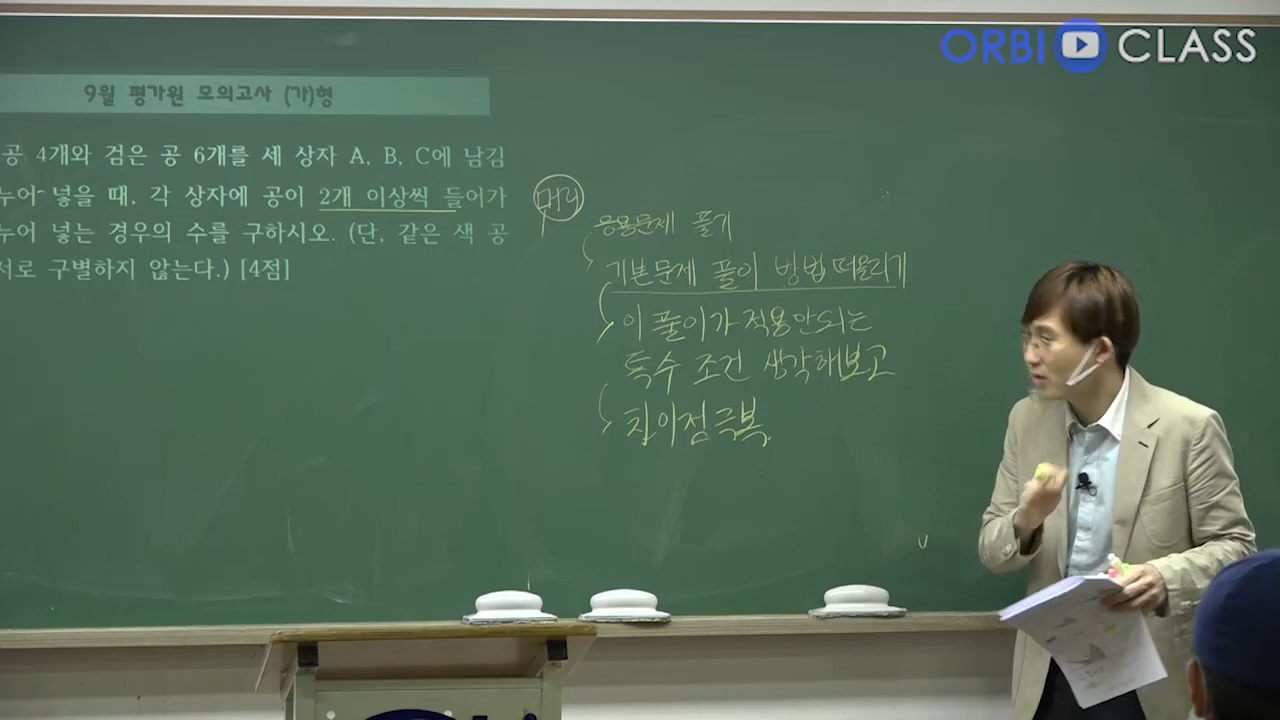 ORBI CLASS
9월 평가원 모의고사 (가)형
공 4개와 검은 공 6개를 세 상자 A, B, C에 남김
누어 넣을 때, 각 상자에 공이 2개 이상씩 들어가
누어 넣는 경우의 수를 구하시오. (단, 같은 색 공
서로 구별하지 않는다.) [4점]
응용문제 풀기
기본문제 풀이 방법 떠올리기
이 풀이가 적용안되는
특수 조건 생각해보고
차이점 극복